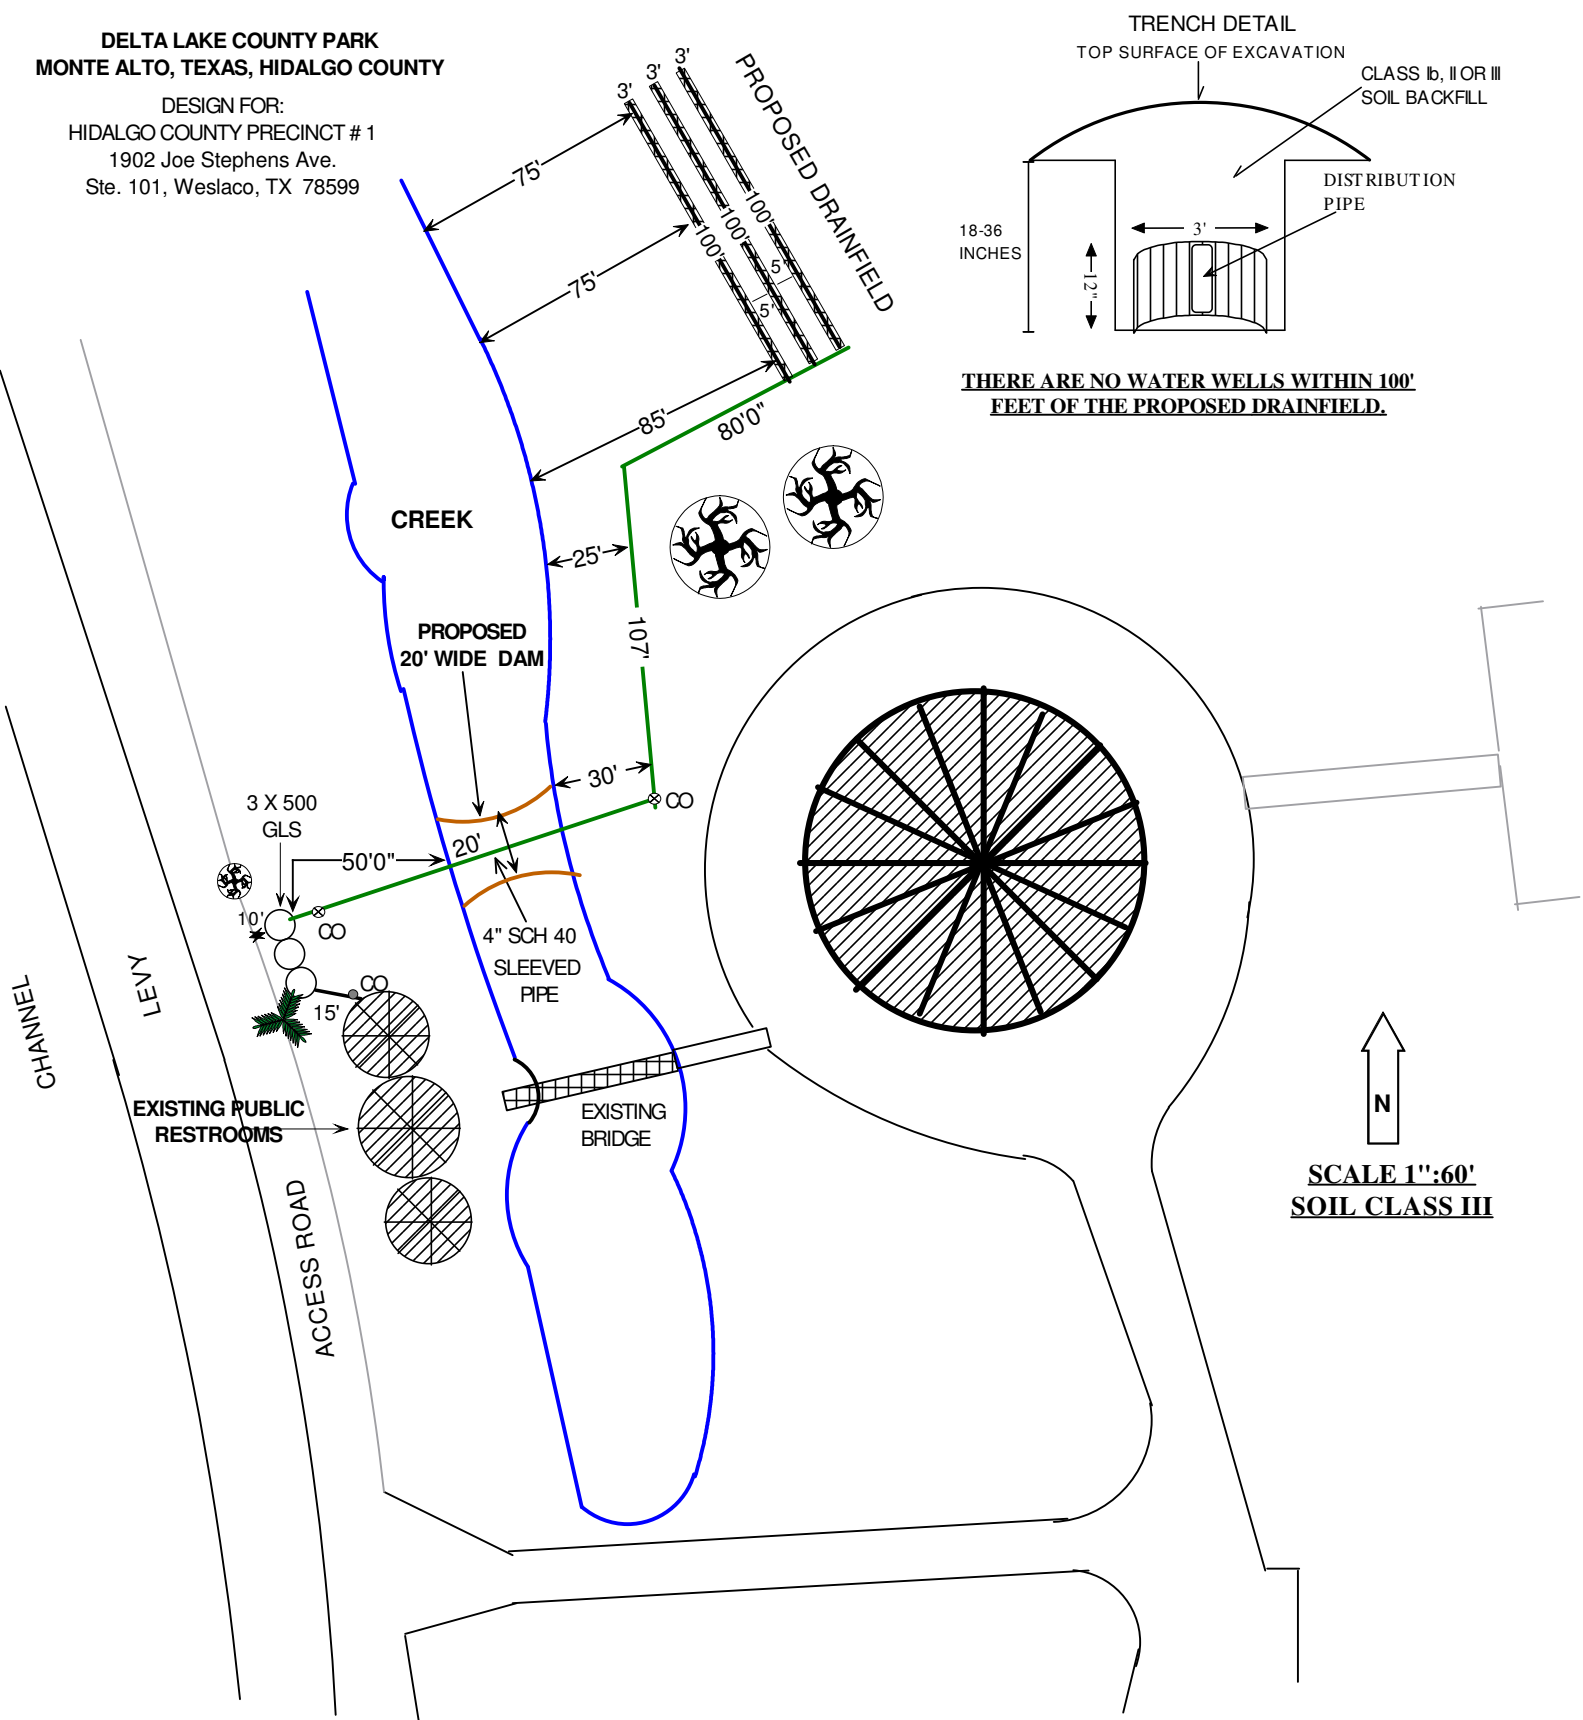 DELTA LAKE COUNTY PARK
MONTE ALTO, TEXAS, HIDALGO COUNTY
DESIGN FOR:
HIDALGO COUNTY PRECINCT # 1
1902 Joe Stephens Ave.
Ste. 101, Weslaco, TX 78599
TRENCH DETAIL
TOP SURFACE OF EXCAVATION
CLASS Ib, II OR III
SOIL BACKFILL
DISTRIBUTION
PIPE
18-36
INCHES
3'
12"
THERE ARE NO WATER WELLS WITHIN 100'
FEET OF THE PROPOSED DRAINFIELD.
PROPOSED DRAINFIELD
3'
3'
3'
75'
75'
100'
100'
100'
5'
5'
85'
80'0"
CREEK
25'
107'
PROPOSED
20' WIDE DAM
30'
CO
3 X 500
GLS
50'0"
20'
10'
CO
4" SCH 40
SLEEVED
PIPE
CO
15'
CHANNEL
LEVY
EXISTING PUBLIC
RESTROOMS
EXISTING
BRIDGE
ACCESS ROAD
N
SCALE 1":60'
SOIL CLASS III